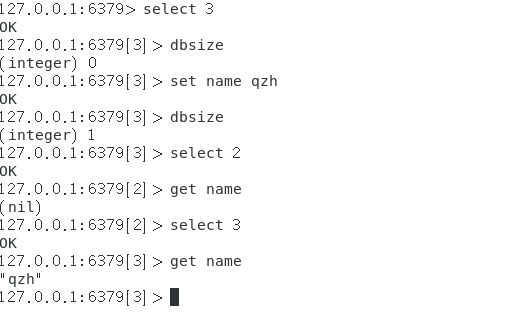 127.0.0.1:6379> select 3
OK
127.0.0.1:6379[3]> dbsize
(integer) 0
127.0.0.1:6379[3]> set name qzh
OK
127.0.0.1:6379[3]> dbsize
(integer) 1
127.0.0.1:6379[3]> select 2
OK
127.0.0.1:6379[2]> get name
(nil)
127.0.0.1:6379[2]> select 3
OK
127.0.0.1:6379[3]> get name
"qzh"
127.0.0.1:6379[3]>